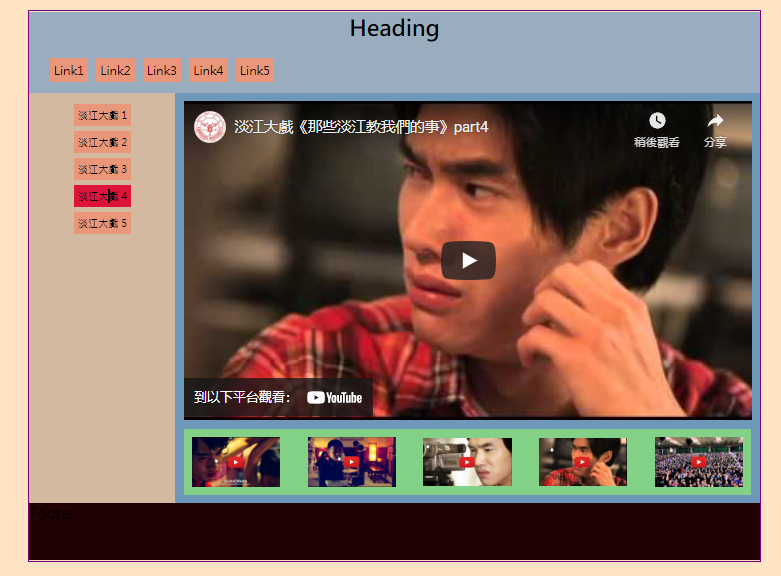 Heading
Link1 Link2 Link3 Link4 Link5
淡江大戲 1
淡江大戲 2
淡江大戲 3
淡江大戲 4
淡江大戲 5
淡江大戲《那些淡江教我們的事》part4
稍後觀看 分享
到以下平台觀看：YouTube
Footer